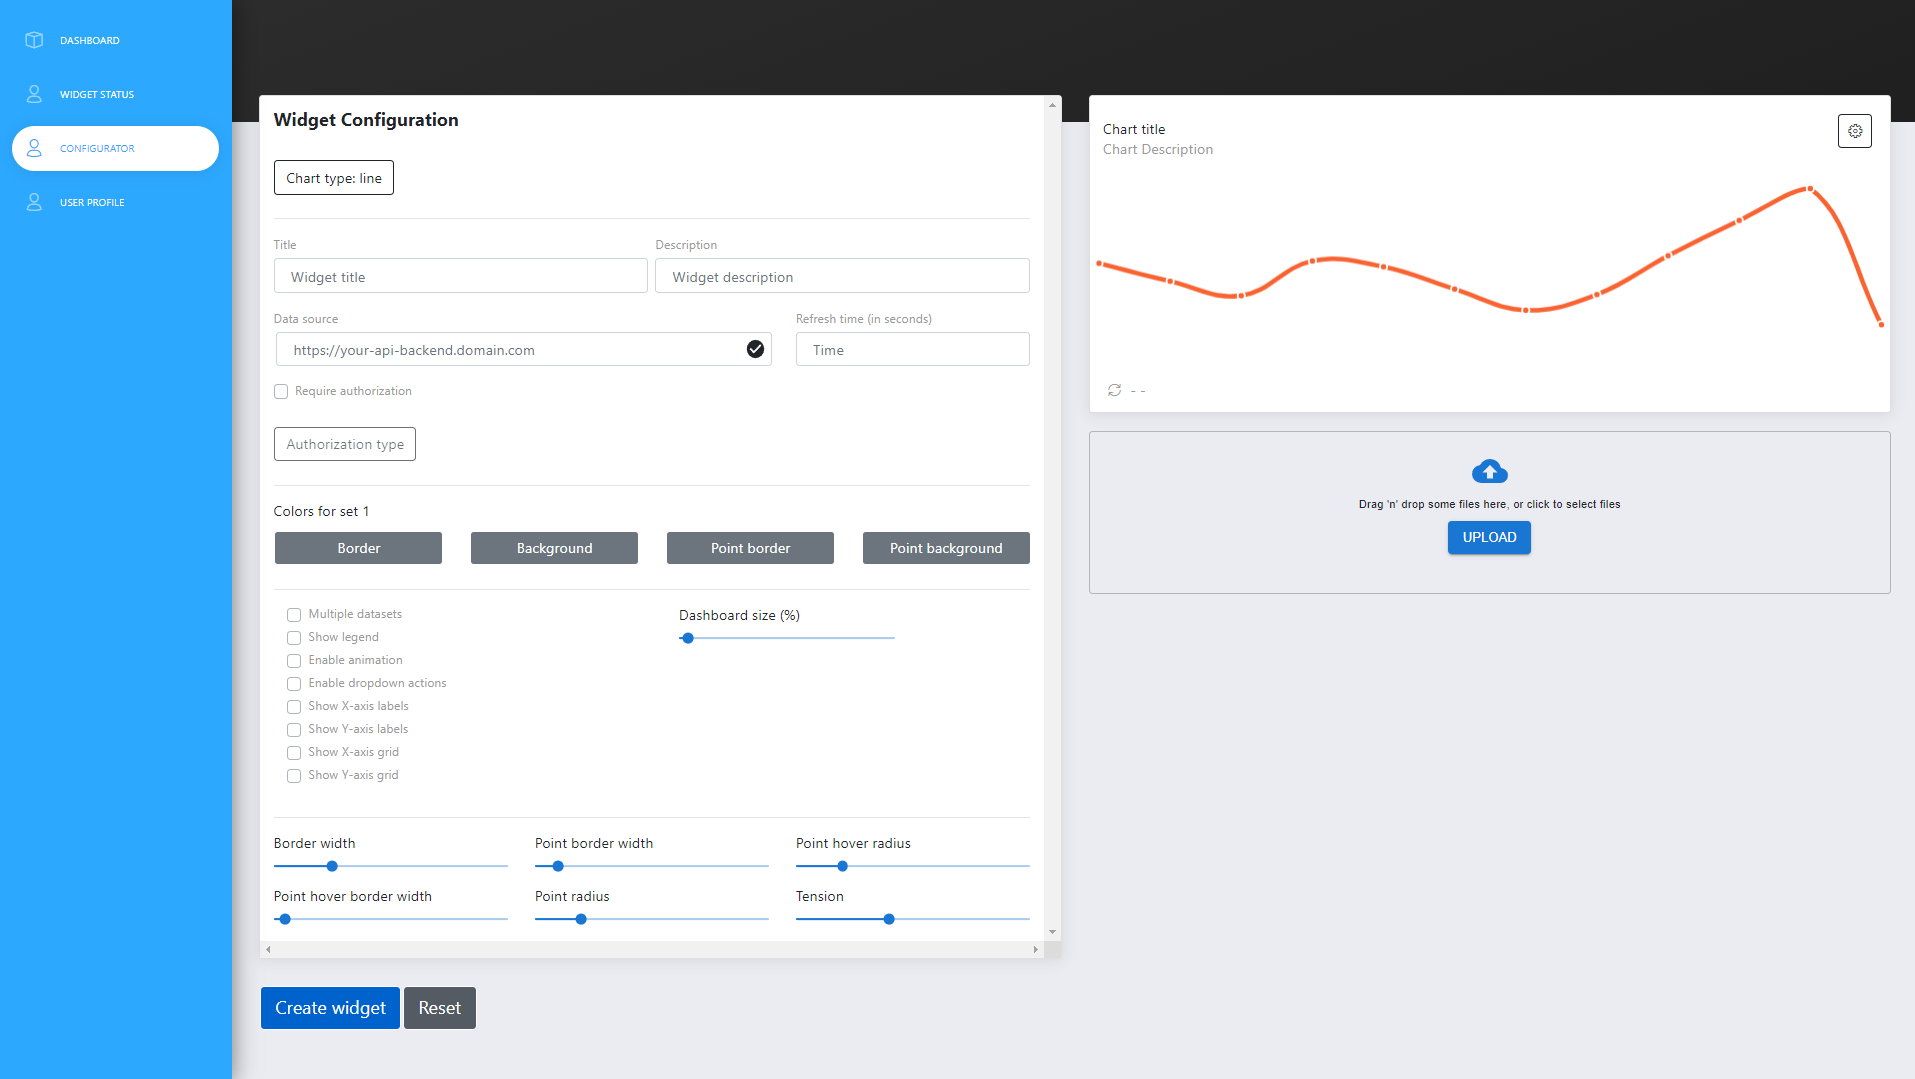 DASHBOARD
WIDGET STATUS
CONFIGURATOR
USER PROFILE
Widget Configuration
Chart type: line
Title
Description
Widget title
Widget description
Data source
Refresh time (in seconds)
https://your-api-backend.domain.com
Time
Require authorization
Authorization type
Colors for set 1
Border
Background
Point border
Point background
Multiple datasets
Show legend
Enable animation
Enable dropdown actions
Show X-axis labels
Show Y-axis labels
Show X-axis grid
Show Y-axis grid
Dashboard size (%)
Border width
Point border width
Point hover radius
Point hover border width
Point radius
Tension
Create widget
Reset
Chart title
Chart Description
- -
Drag 'n' drop some files here, or click to select files
UPLOAD